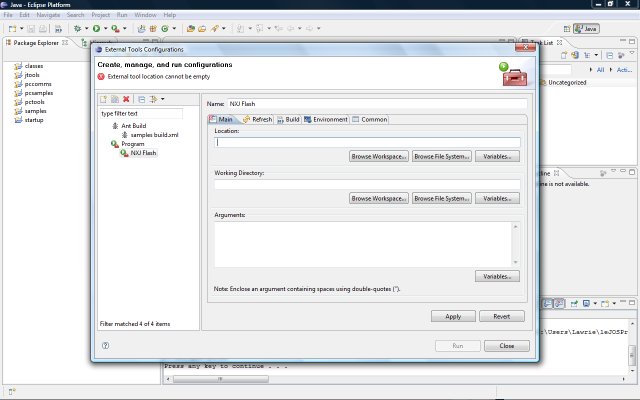 Java - Eclipse Platform
File Edit Navigate Search Project Run Window Help
Java
Package Explorer
classes
jtools
pccomms
pcsamples
pctools
samples
startup
External Tools Configurations
Create, manage, and run configurations
External tool location cannot be empty
type filter text
Ant Build
samples build.xml
Program
NXJ Flash
Filter matched 4 of 4 items
Name: NXJ Flash
Main Refresh Build Environment Common
Location:
Browse Workspace... Browse File System... Variables...
Working Directory:
Browse Workspace... Browse File System... Variables...
Arguments:
Variables...
Note: Enclose an argument containing spaces using double-quotes (").
Apply Revert
Run Close
List
All Activ...
Uncategorized
line is not available.
:\Users\Lawrie\leJOSPr
Press any key to continue . . .